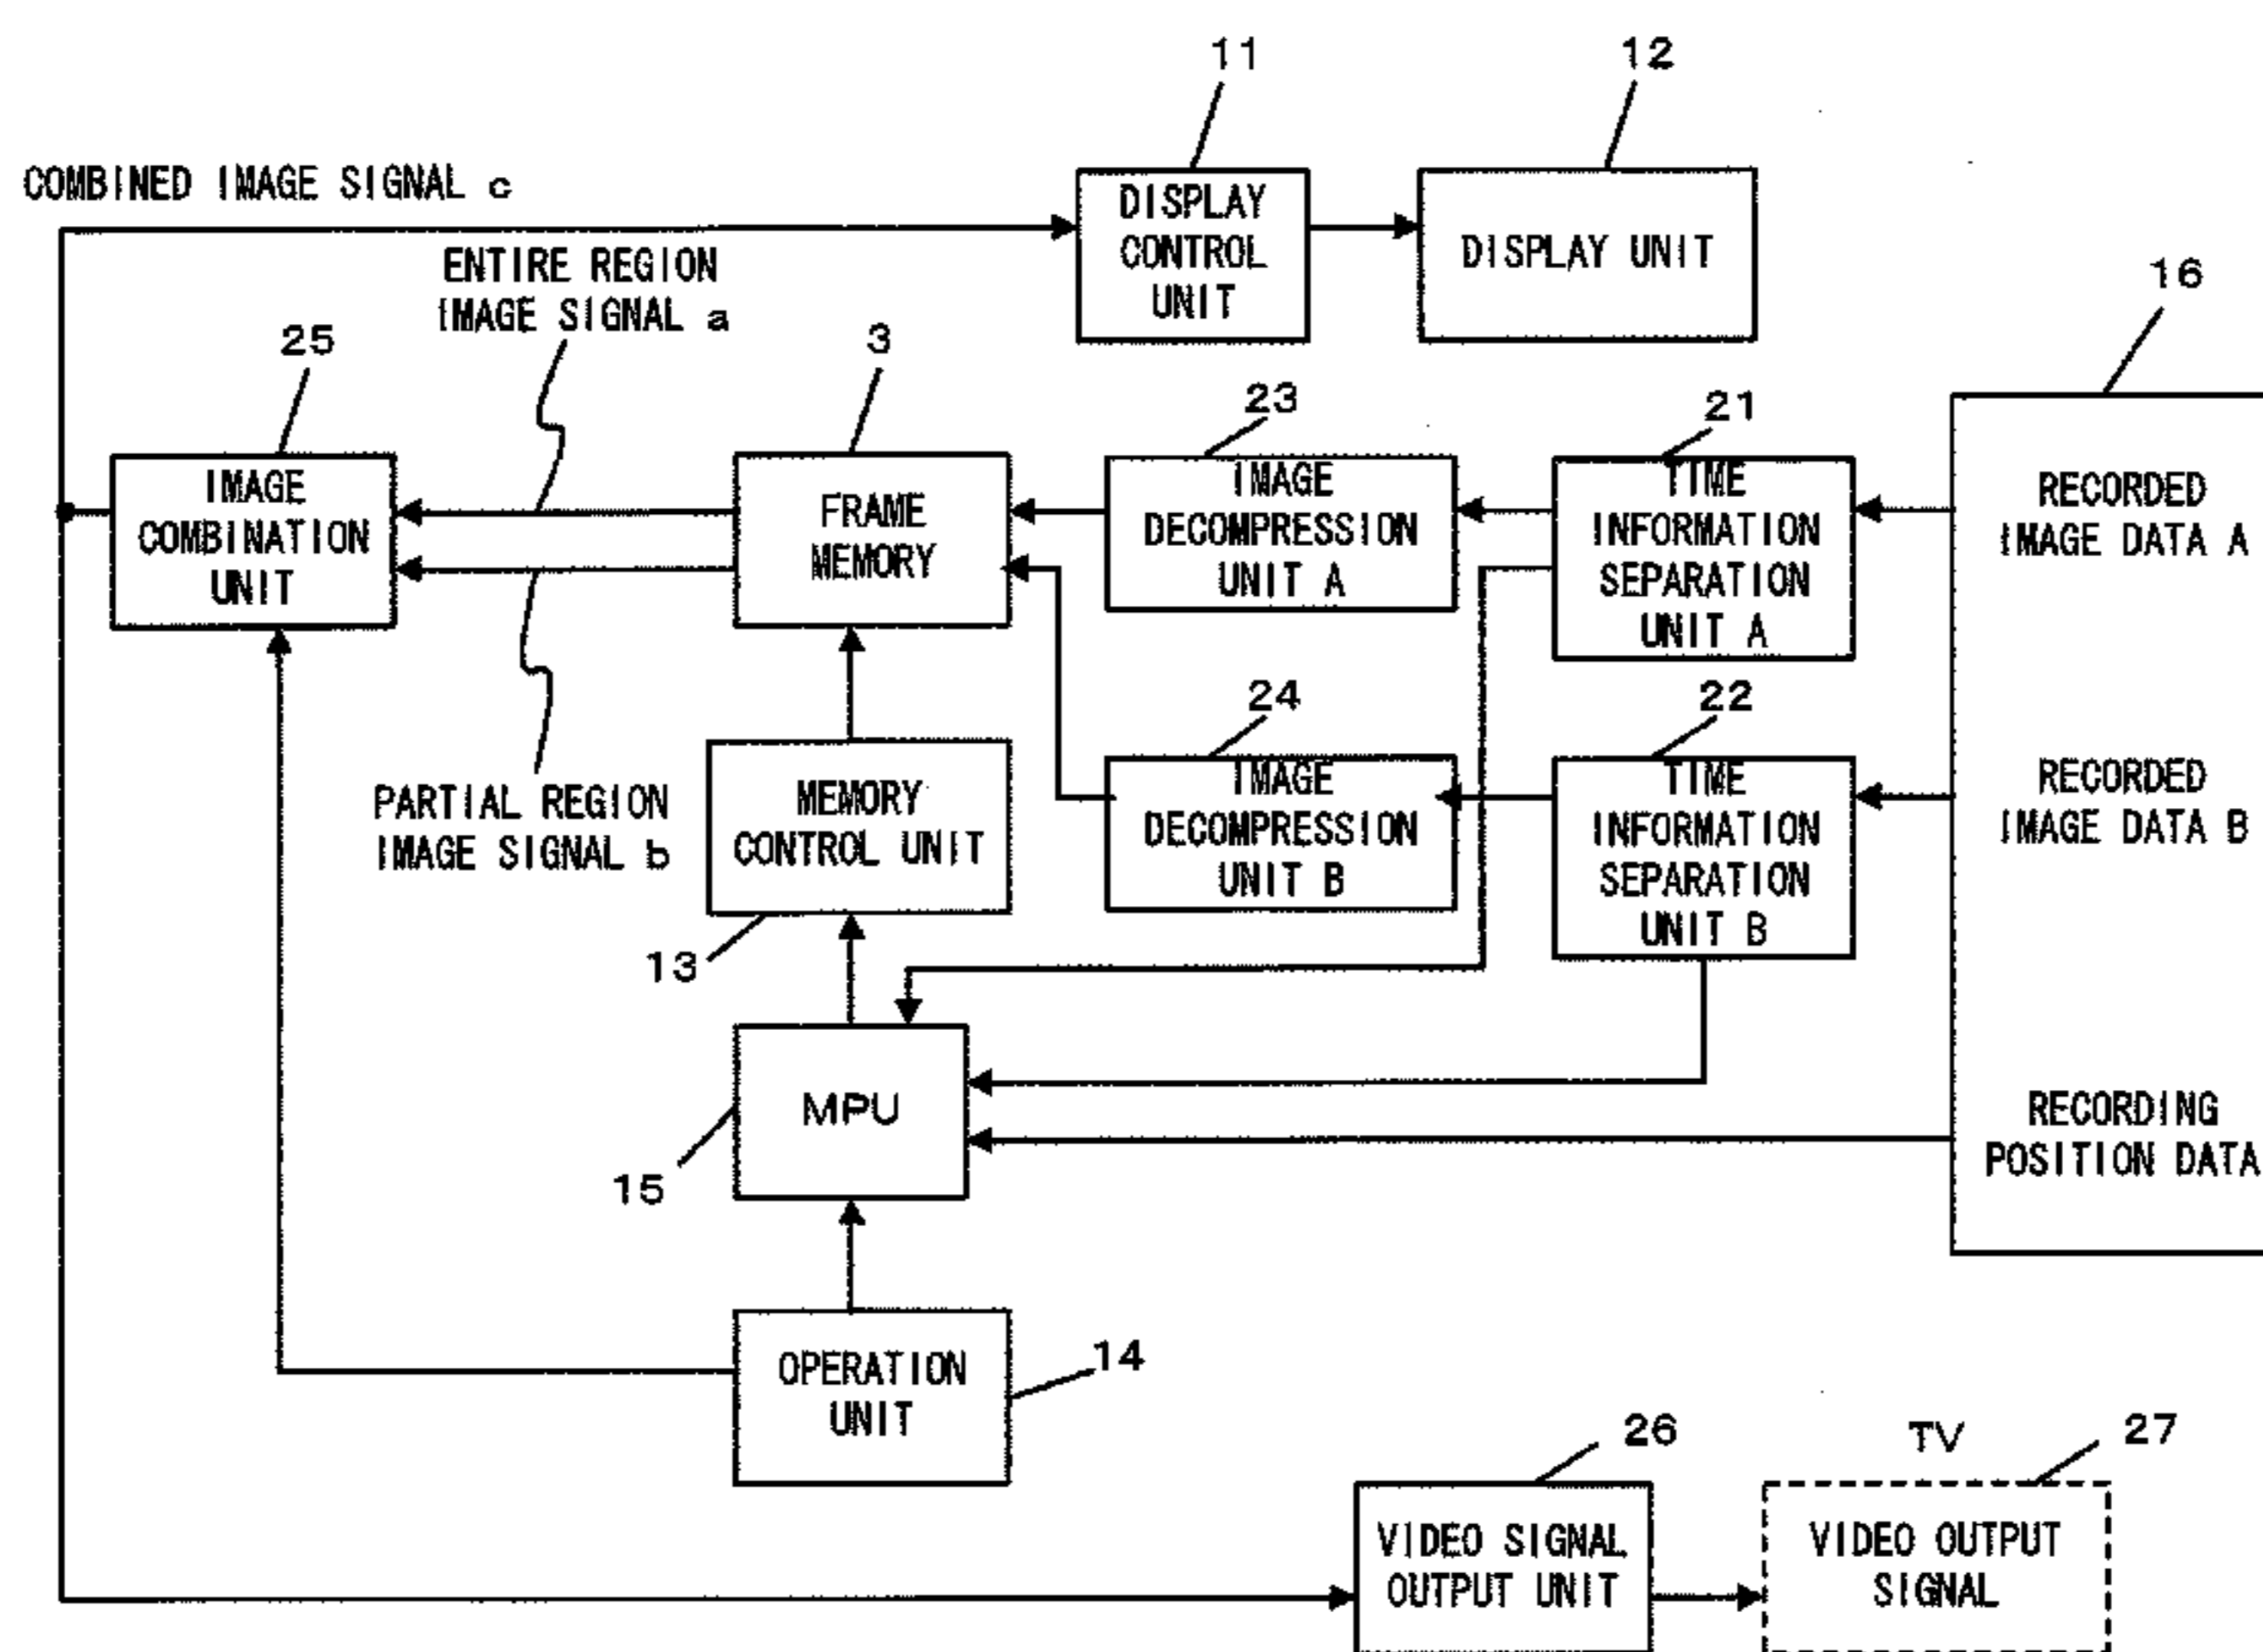 11
12
COMBINED IMAGE SIGNAL c
DISPLAY
CONTROL
UNIT
DISPLAY UNIT
ENTIRE REGION
IMAGE SIGNAL a
16
25
3
23
21
IMAGE
COMBINATION
UNIT
FRAME
MEMORY
IMAGE
DECOMPRESSION
UNIT A
TIME
INFORMATION
SEPARATION
UNIT A
RECORDED
IMAGE DATA A
24
22
PARTIAL REGION
IMAGE SIGNAL b
MEMORY
CONTROL UNIT
IMAGE
DECOMPRESSION
UNIT B
TIME
INFORMATION
SEPARATION
UNIT B
RECORDED
IMAGE DATA B
13
MPU
15
RECORDING
POSITION DATA
OPERATION
UNIT
14
26
TV
27
VIDEO SIGNAL
OUTPUT UNIT
VIDEO OUTPUT
SIGNAL